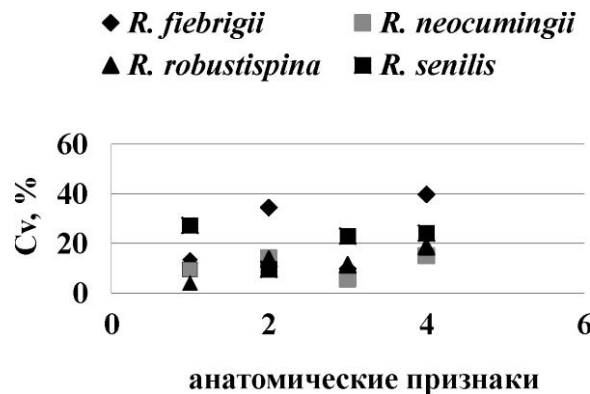 R. fiebrigii R. neocumingii
R. robustispina R. senilis
60
40
20
0
Cv, %
0 2 4 6
анатомические признаки